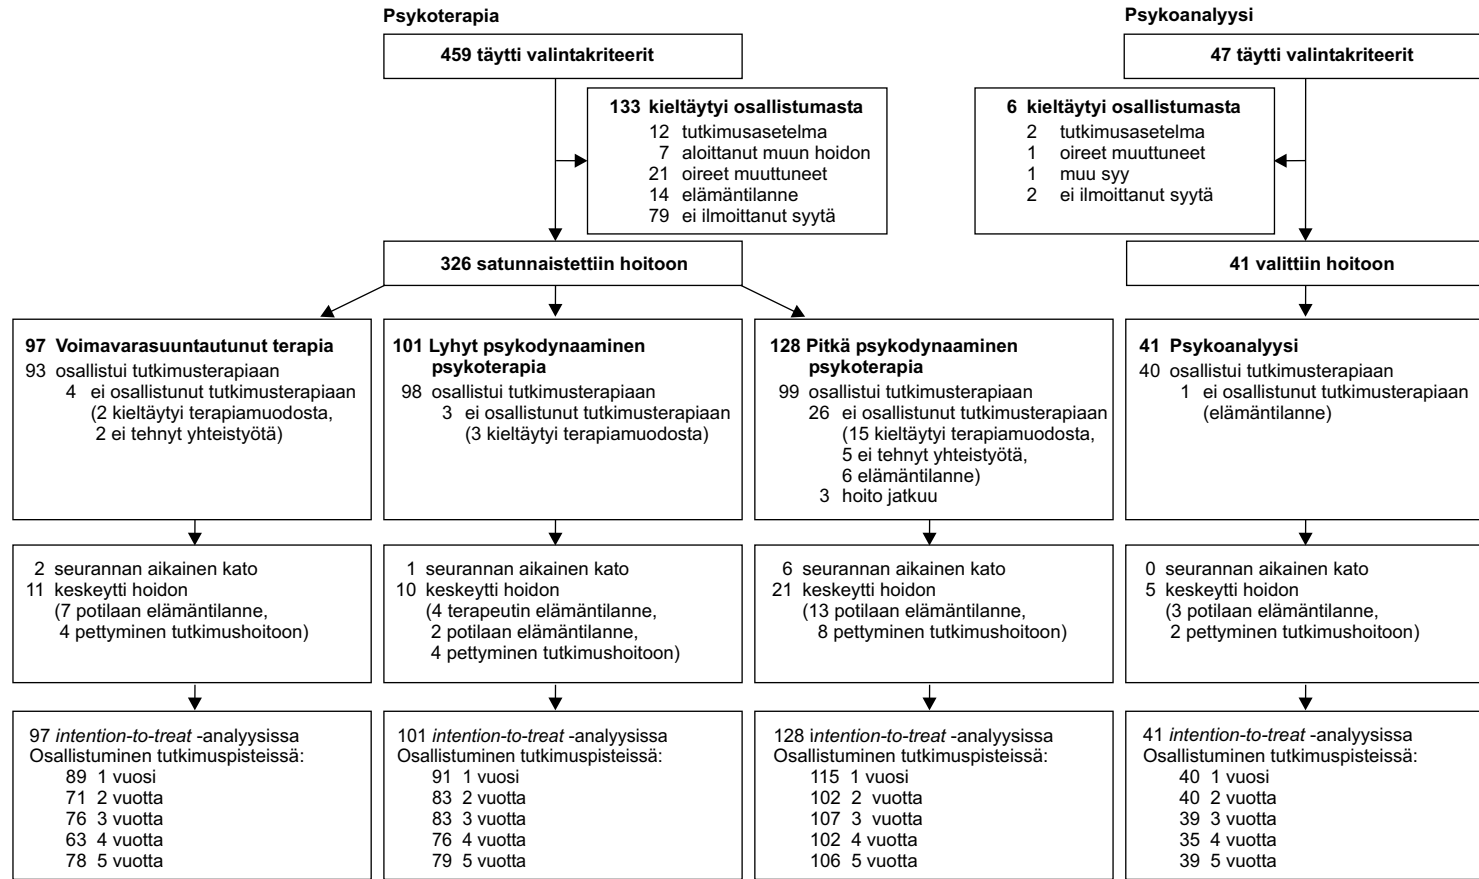 Psykoterapia
459 täytti valintakriteerit
133 kieltäytyi osallistumasta
12 tutkimusasetelma
7 aloittanut muun hoidon
21 oireet muuttuneet
14 elämäntilanne
79 ei ilmoittanut syytä
326 satunnaistettiin hoitoon
Psykoanalyysi
47 täytti valintakriteerit
6 kieltäytyi osallistumasta
2 tutkimusasetelma
1 oireet muuttuneet
1 muu syy
2 ei ilmoittanut syytä
41 valittiin hoitoon
97 Voimavarasuuntautunut terapia
93 osallistui tutkimusterapiaan
4 ei osallistunut tutkimusterapiaan
(2 kieltäytyi terapiamuodosta,
2 ei tehnyt yhteistyötä)
101 Lyhyt psykodynaaminen
psykoterapia
98 osallistui tutkimusterapiaan
3 ei osallistunut tutkimusterapiaan
(3 kieltäytyi terapiamuodosta)
128 Pitkä psykodynaaminen
psykoterapia
99 osallistui tutkimusterapiaan
26 ei osallistunut tutkimusterapiaan
(15 kieltäytyi terapiamuodosta,
5 ei tehnyt yhteistyötä,
6 elämäntilanne)
3 hoito jatkuu
41 Psykoanalyysi
40 osallistui tutkimusterapiaan
1 ei osallistunut tutkimusterapiaan
(elämäntilanne)
2 seurannan aikainen kato
11 keskeytti hoidon
(7 potilaan elämäntilanne,
4 pettyminen tutkimushoitoon)
1 seurannan aikainen kato
10 keskeytti hoidon
(4 terapeutin elämäntilanne,
2 potilaan elämäntilanne,
4 pettyminen tutkimushoitoon)
6 seurannan aikainen kato
21 keskeytti hoidon
(13 potilaan elämäntilanne,
8 pettyminen tutkimushoitoon)
0 seurannan aikainen kato
5 keskeytti hoidon
(3 potilaan elämäntilanne,
2 pettyminen tutkimushoitoon)
97 intention-to-treat -analyysissa
Osallistuminen tutkimuspisteissä:
89 1 vuosi
71 2 vuotta
76 3 vuotta
63 4 vuotta
78 5 vuotta
101 intention-to-treat -analyysissa
Osallistuminen tutkimuspisteissä:
91 1 vuosi
83 2 vuotta
83 3 vuotta
76 4 vuotta
79 5 vuotta
128 intention-to-treat -analyysissa
Osallistuminen tutkimuspisteissä:
115 1 vuosi
102 2 vuotta
107 3 vuotta
102 4 vuotta
106 5 vuotta
41 intention-to-treat -analyysissa
Osallistuminen tutkimuspisteissä:
40 1 vuosi
40 2 vuotta
39 3 vuotta
35 4 vuotta
39 5 vuotta